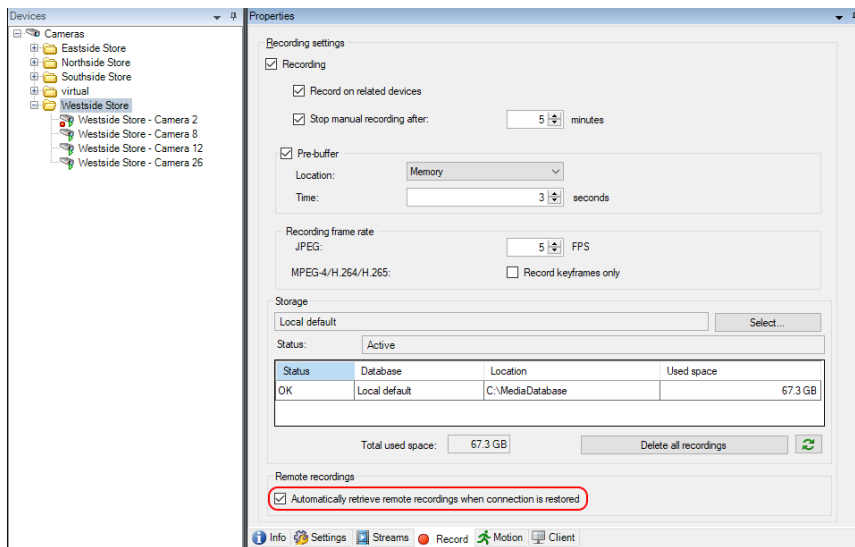 Devices
Cameras
Eastside Store
Northside Store
Southside Store
virtual
Westside Store
Westside Store - Camera 2
Westside Store - Camera 8
Westside Store - Camera 12
Westside Store - Camera 26
Properties
Recording settings
Recording
Record on related devices
Stop manual recording after: 5 minutes
Pre-buffer
Location: Memory
Time: 3 seconds
Recording frame rate
JPEG: 5 FPS
MPEG-4/H.264/H.265: Record keyframes only
Storage
Local default Select...
Status: Active
Status Database Location Used space
OK Local default C:\MediaDatabase 67.3 GB
Total used space: 67.3 GB Delete all recordings
Remote recordings
Automatically retrieve remote recordings when connection is restored
Info Settings Streams Record Motion Client